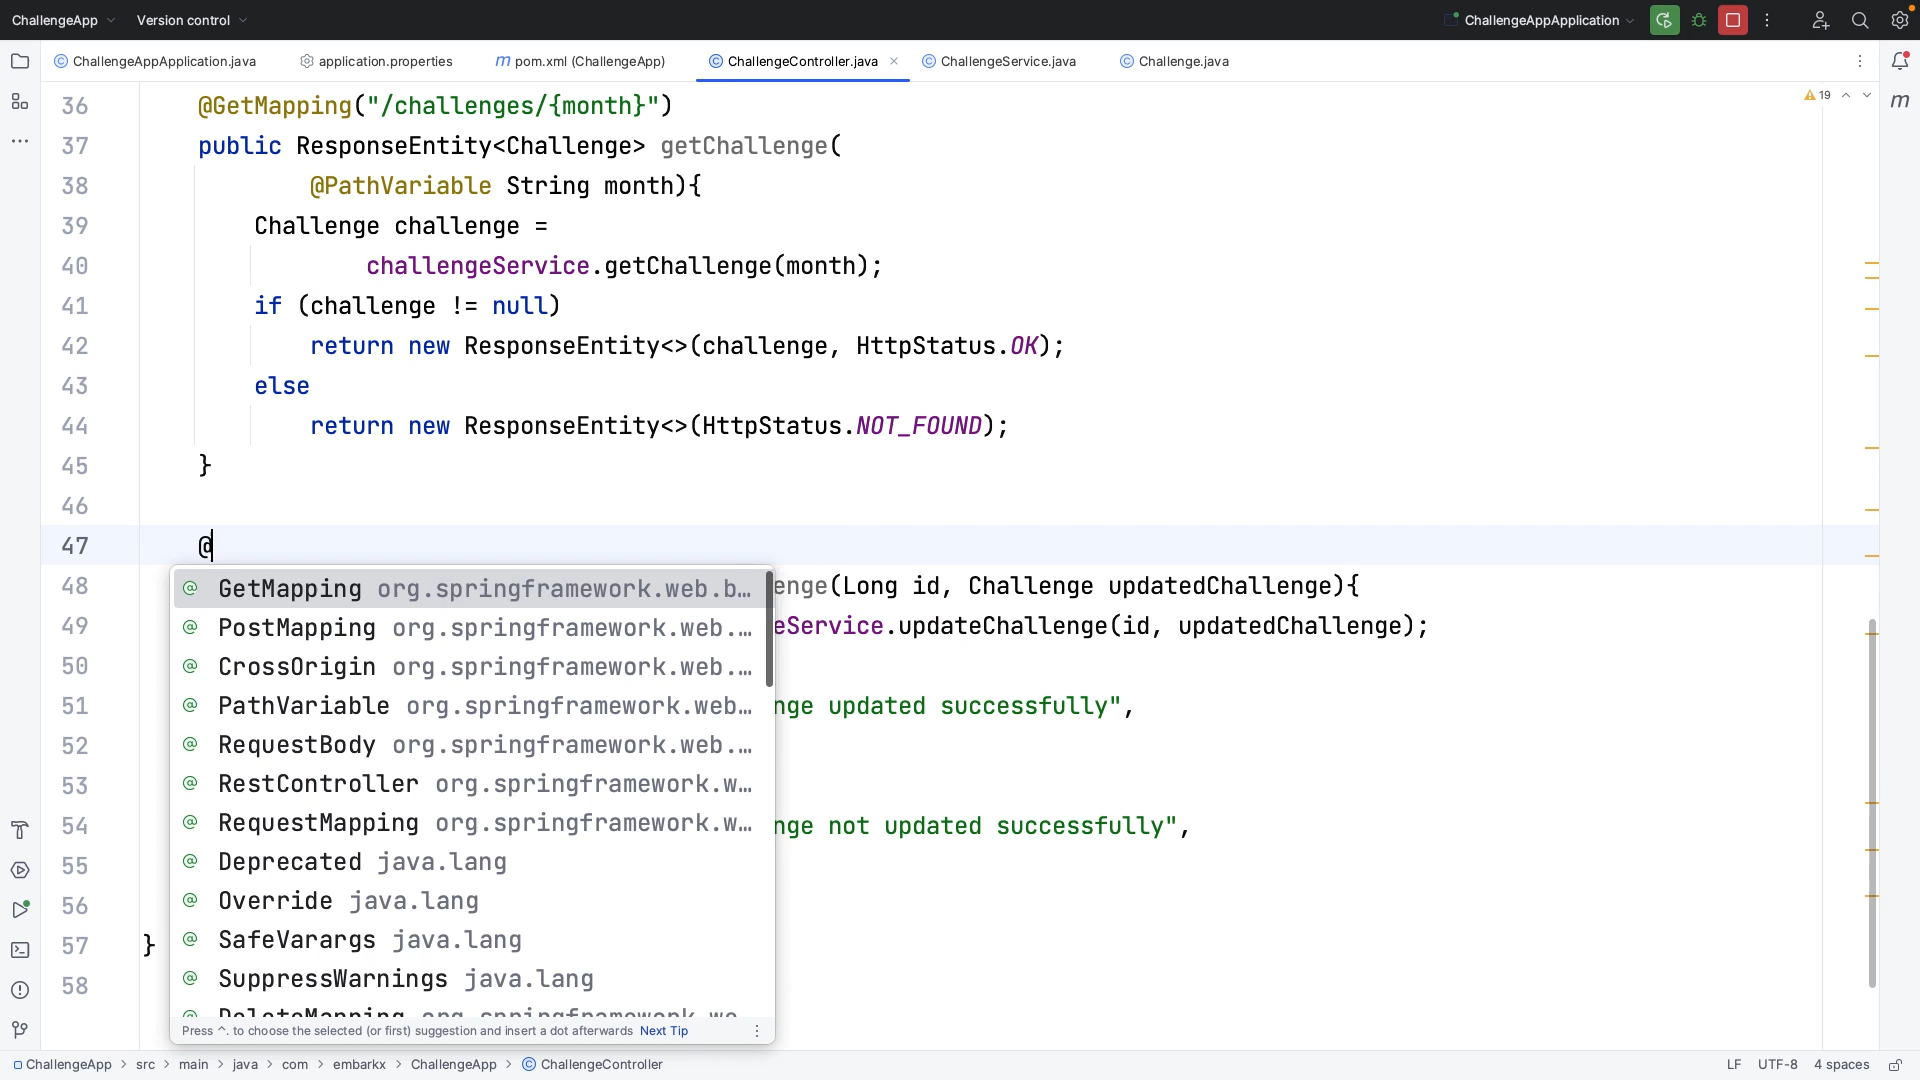 ChallengeApp Version control ChallengeAppApplication
ChallengeAppApplication.java application.properties pom.xml (ChallengeApp) ChallengeController.java ChallengeService.java Challenge.java
19
36 @GetMapping("/challenges/{month}")
37 public ResponseEntity<Challenge> getChallenge(
38 @PathVariable String month){
39 Challenge challenge =
40 challengeService.getChallenge(month);
41 if (challenge != null)
42 return new ResponseEntity<>(challenge, HttpStatus.OK);
43 else
44 return new ResponseEntity<>(HttpStatus.NOT_FOUND);
45 }
46
47 @
48 enge(Long id, Challenge updatedChallenge){
49 eService.updateChallenge(id, updatedChallenge);
50
51 nge updated successfully",
52
53
54 nge not updated successfully",
55
56
57 }
58
GetMapping org.springframework.web.b…
PostMapping org.springframework.web.…
CrossOrigin org.springframework.web.…
PathVariable org.springframework.web…
RequestBody org.springframework.web.…
RestController org.springframework.w…
RequestMapping org.springframework.w…
Deprecated java.lang
Override java.lang
SafeVarargs java.lang
SuppressWarnings java.lang
DeleteMapping org.springframework.we
Press ^. to choose the selected (or first) suggestion and insert a dot afterwards Next Tip
ChallengeApp > src > main > java > com > embarkx > ChallengeApp > ChallengeController LF UTF-8 4 spaces